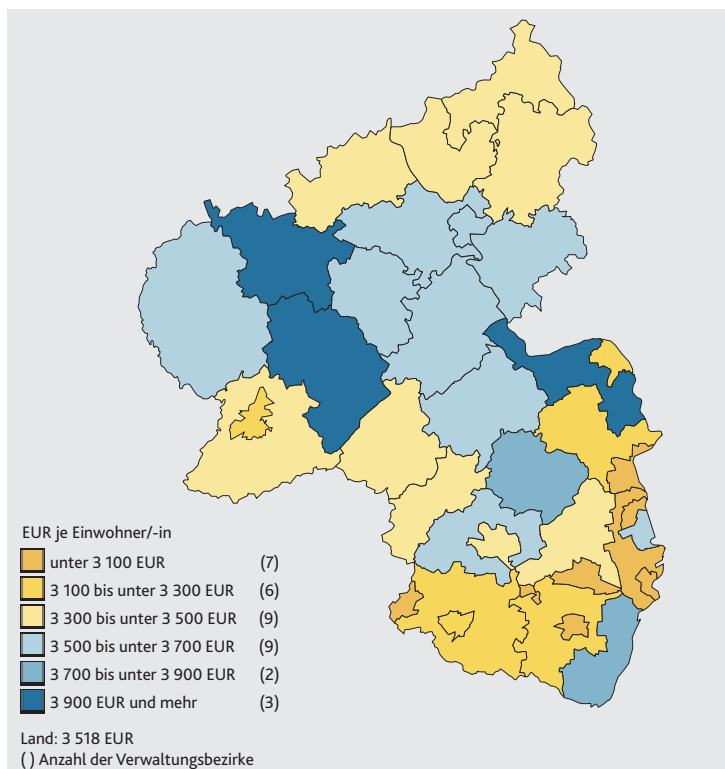 EUR je Einwohner/-in
unter 3 100 EUR (7)
3 100 bis unter 3 300 EUR (6)
3 300 bis unter 3 500 EUR (9)
3 500 bis unter 3 700 EUR (9)
3 700 bis unter 3 900 EUR (2)
3 900 EUR und mehr (3)
Land: 3 518 EUR
( ) Anzahl der Verwaltungsbezirke